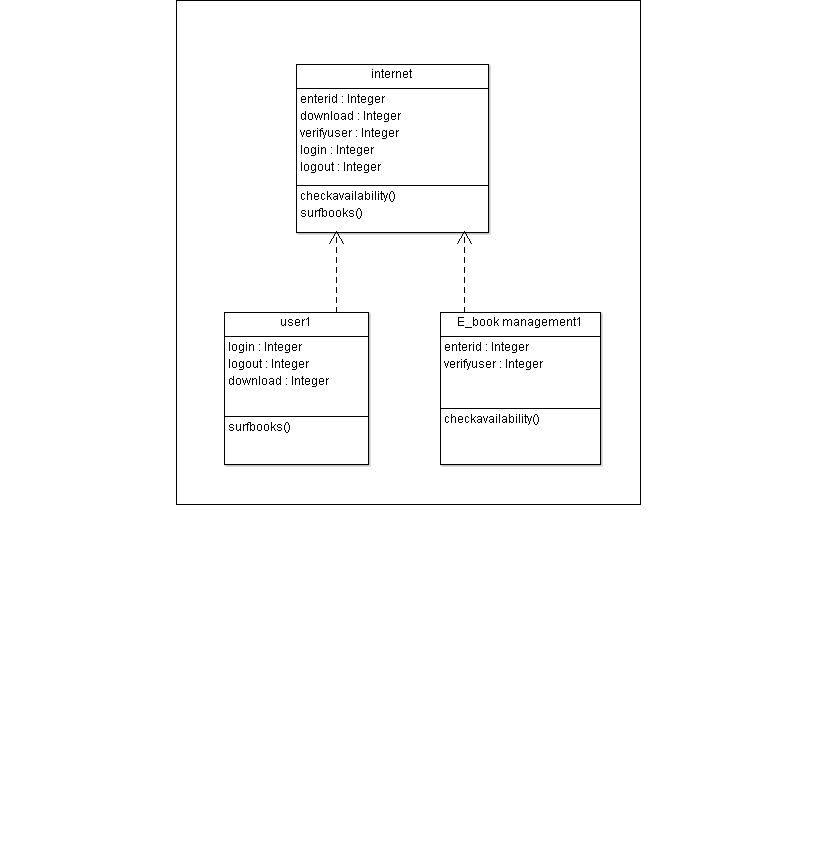 internet
enterid : Integer
download : Integer
verifyuser : Integer
login : Integer
logout : Integer
checkavailability()
surfbooks()
user1
login : Integer
logout : Integer
download : Integer
surfbooks()
E_book management1
enterid : Integer
verifyuser : Integer
checkavailability()